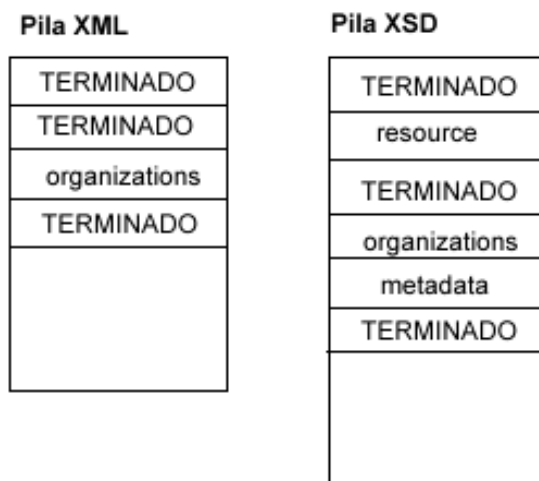 Pila XML
TERMINADO
TERMINADO
organizations
TERMINADO
Pila XSD
TERMINADO
resource
TERMINADO
organizations
metadata
TERMINADO